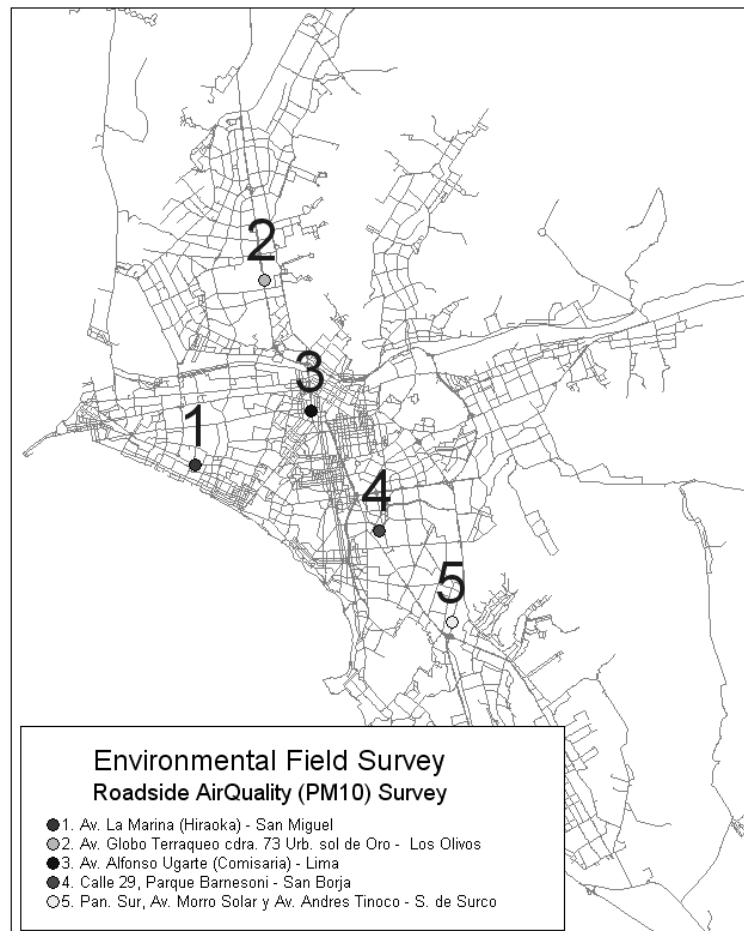 2
3
1
4
5
Environmental Field Survey
Roadside AirQuality (PM10) Survey
1. Av. La Marina (Hiraoka) - San Miguel
2. Av. Globo Terraqueo cdra. 73 Urb. sol de Oro - Los Olivos
3. Av. Alfonso Ugarte (Comisaria) - Lima
4. Calle 29, Parque Barnesoni - San Borja
5. Pan. Sur, Av. Morro Solar y Av. Andres Tinoco - S. de Surco